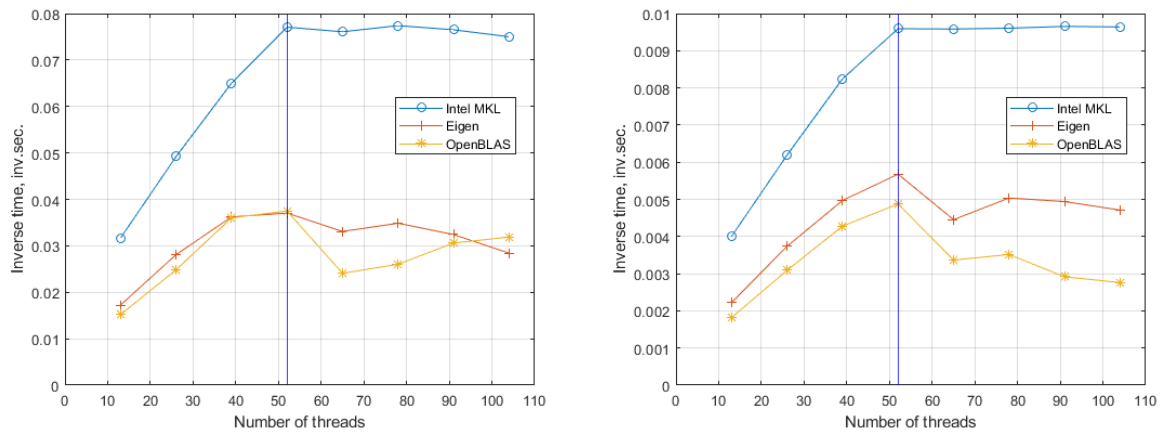 0.08
0.07
0.06
0.05
0.04
0.03
0.02
0.01
0
Inverse time, inv.sec.
Intel MKL
Eigen
OpenBLAS
0 10 20 30 40 50 60 70 80 90 100 110
Number of threads
0.01
0.009
0.008
0.007
0.006
0.005
0.004
0.003
0.002
0.001
0
Inverse time, inv.sec.
Intel MKL
Eigen
OpenBLAS
0 10 20 30 40 50 60 70 80 90 100 110
Number of threads